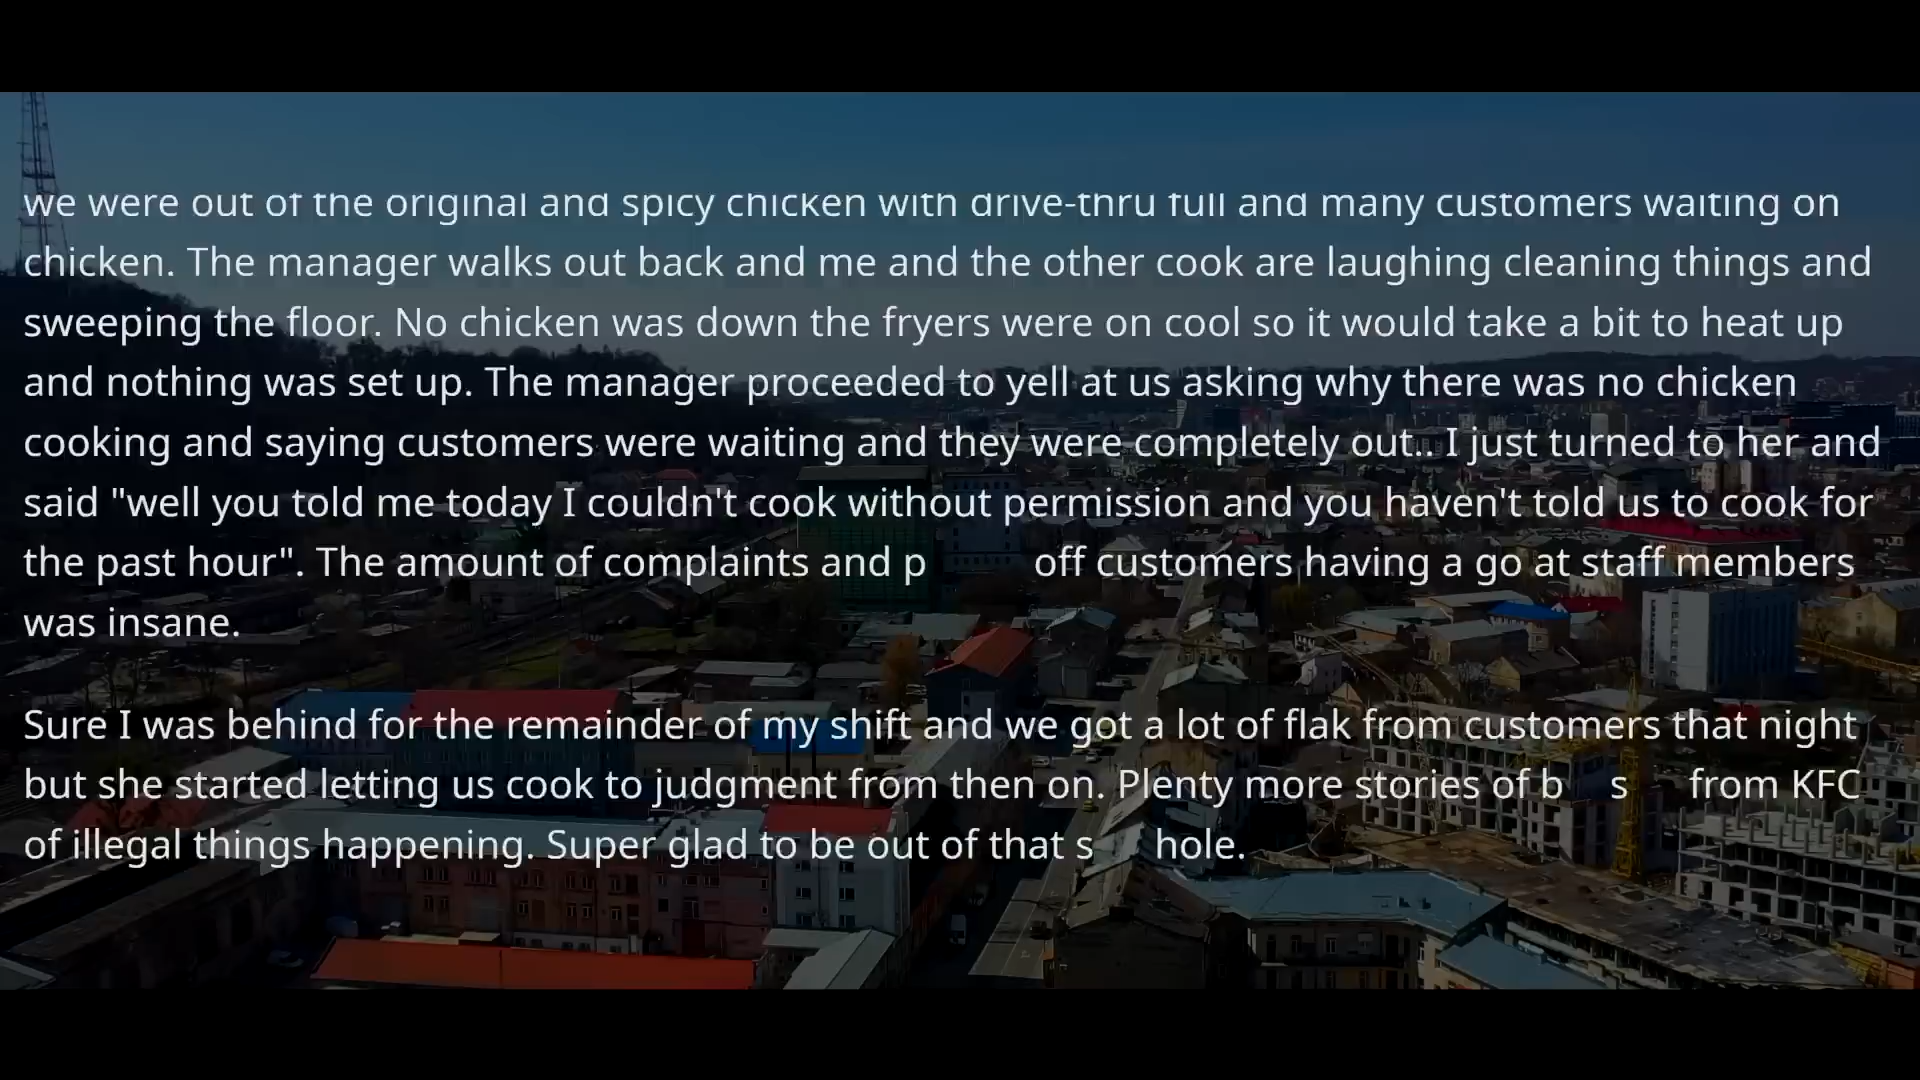 we were out of the original and spicy chicken with drive-thru full and many customers waiting on
chicken. The manager walks out back and me and the other cook are laughing cleaning things and
sweeping the floor. No chicken was down the fryers were on cool so it would take a bit to heat up
and nothing was set up. The manager proceeded to yell at us asking why there was no chicken
cooking and saying customers were waiting and they were completely out.. I just turned to her and
said "well you told me today I couldn't cook without permission and you haven't told us to cook for
the past hour". The amount of complaints and p off customers having a go at staff members
was insane.
Sure I was behind for the remainder of my shift and we got a lot of flak from customers that night
but she started letting us cook to judgment from then on. Plenty more stories of b s from KFC
of illegal things happening. Super glad to be out of that s hole.